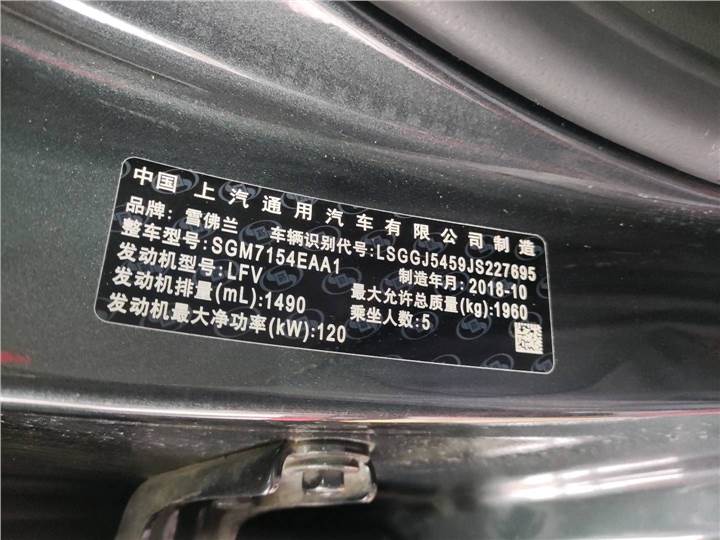 中国 上汽通用汽车有限公司制造
品牌: 雪佛兰 车辆识别代号:LSGGJ5459JS227695
整车型号:SGM7154EAA1 制造年月:2018-10
发动机型号:LFV 最大允许总质量(kg):1960
发动机排量(mL):1490 乘坐人数:5
发动机最大净功率(kW):120